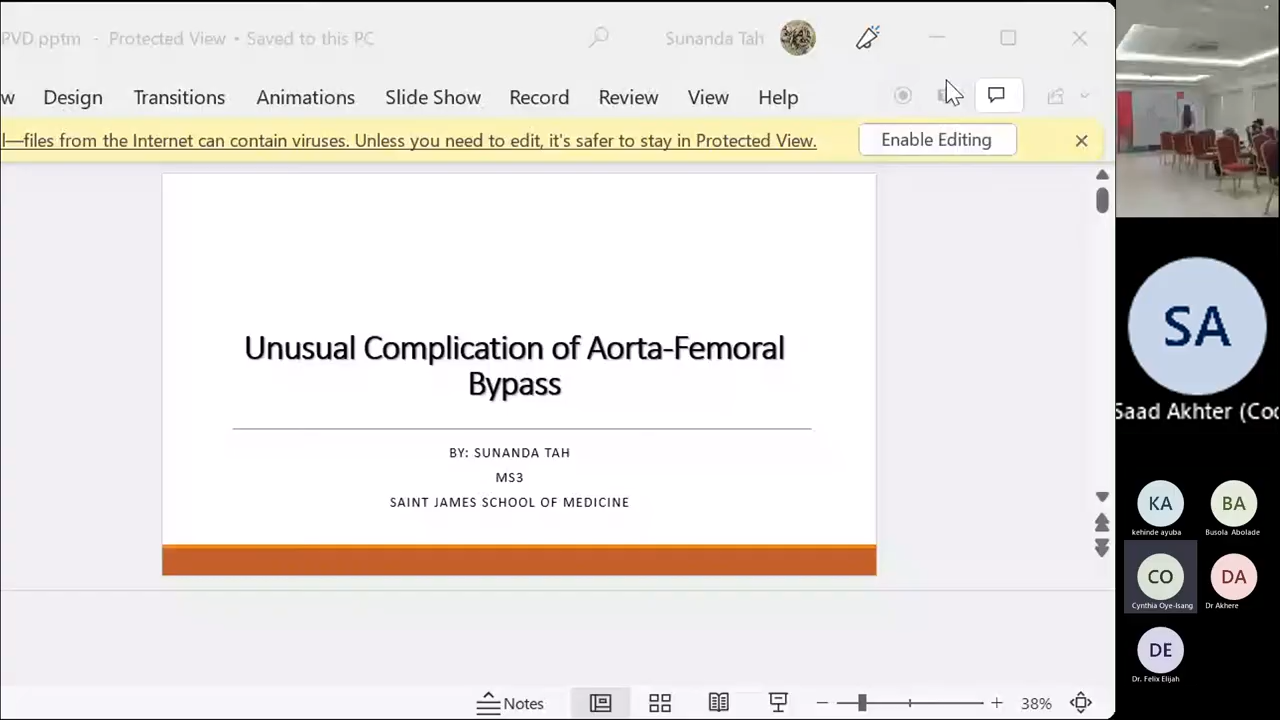 PVD pptm - Protected View • Saved to this PC
Sunanda Tah
w Design Transitions Animations Slide Show Record Review View Help
l—files from the Internet can contain viruses. Unless you need to edit, it's safer to stay in Protected View.
Enable Editing
Unusual Complication of Aorta-Femoral
Bypass
BY: SUNANDA TAH
MS3
SAINT JAMES SCHOOL OF MEDICINE
Notes
38%
SA
Saad Akhter (Coo
KA
BA
kehinde ayuba
Busola Abolade
CO
DA
Cynthia Oye-Isang
Dr Akhere
DE
Dr. Felix Elijah